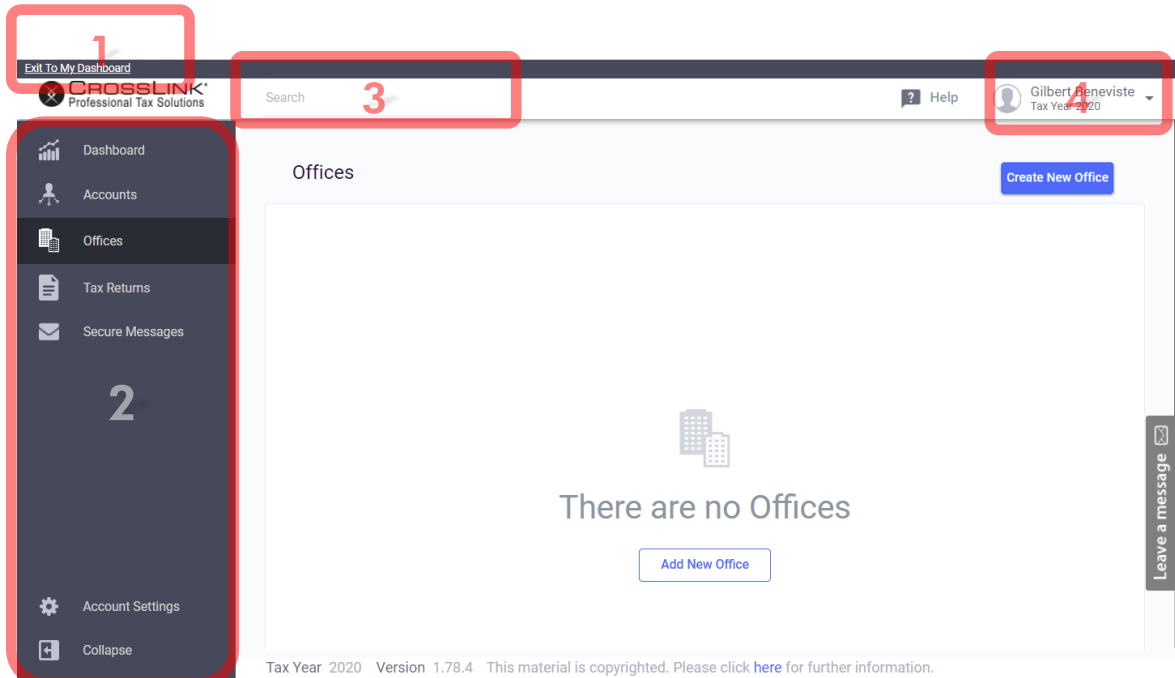 1
Exit To My Dashboard
CROSSLINK
Professional Tax Solutions
Search
3
Help
Gilbert Beneviste
Tax Year 2020
4
Dashboard
Accounts
Offices
Tax Returns
Secure Messages
2
Account Settings
Collapse
Offices
Create New Office
There are no Offices
Add New Office
Leave a message
Tax Year 2020 Version 1.78.4 This material is copyrighted. Please click here for further information.